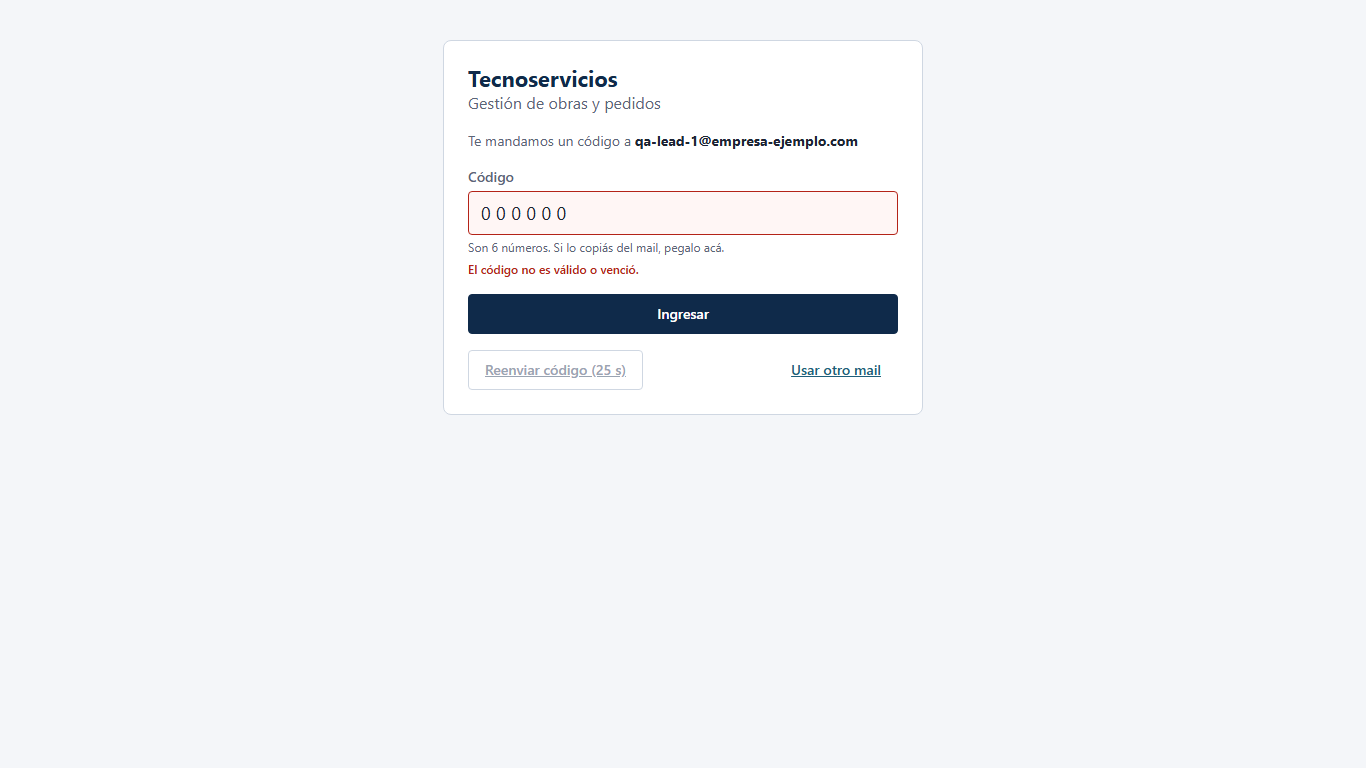 Tecnoservicios
Gestión de obras y pedidos
Te mandamos un código a qa-lead-1@empresa-ejemplo.com
Código
0 0 0 0 0 0
Son 6 números. Si lo copiás del mail, pegalo acá.
El código no es válido o venció.
Ingresar
Reenviar código (25 s)
Usar otro mail